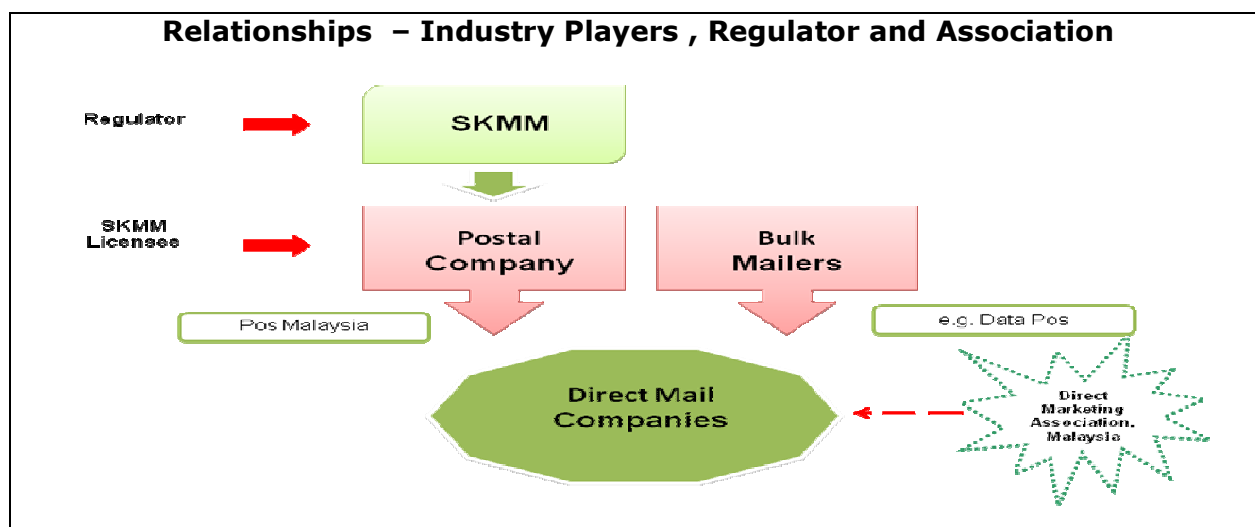 Relationships – Industry Players , Regulator and Association
Regulator
SKMM
SKMM
Licensee
Postal
Company
Bulk
Mailers
Pos Malaysia
e.g. Data Pos
Direct Mail
Companies
Direct
Marketing
Association,
Malaysia